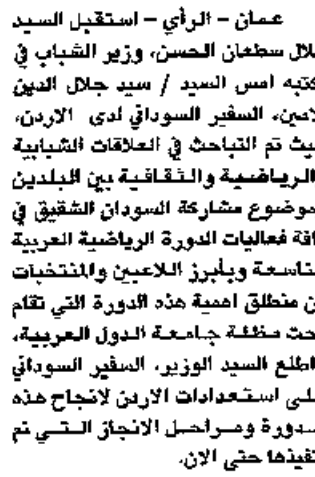 عمان - الرأي - استقبل السيد
لال سطعان الحسن، وزير الشباب في
كتبه امس السيد / سيد جلال الدين
لامين، السفير السوداني لدى الاردن،
يث تم التباحث في العلاقات الشبابية
الرياضية والثقافية بين البلدين
موضوع مشاركة السودان الشقيق في
افة فعاليات الدورة الرياضية العربية
تاسعة وبأبرز اللاعبين والمنتخبات
ن منطلق اهمية هذه الدورة التي تقام
حت مظلة جامعة الدول العربية،
اطلع السيد الوزير، السفير السوداني
لى استعدادات الاردن لانجاح هذه
دورة ومراحل الانجاز التي تم
نفيذها حتى الان.